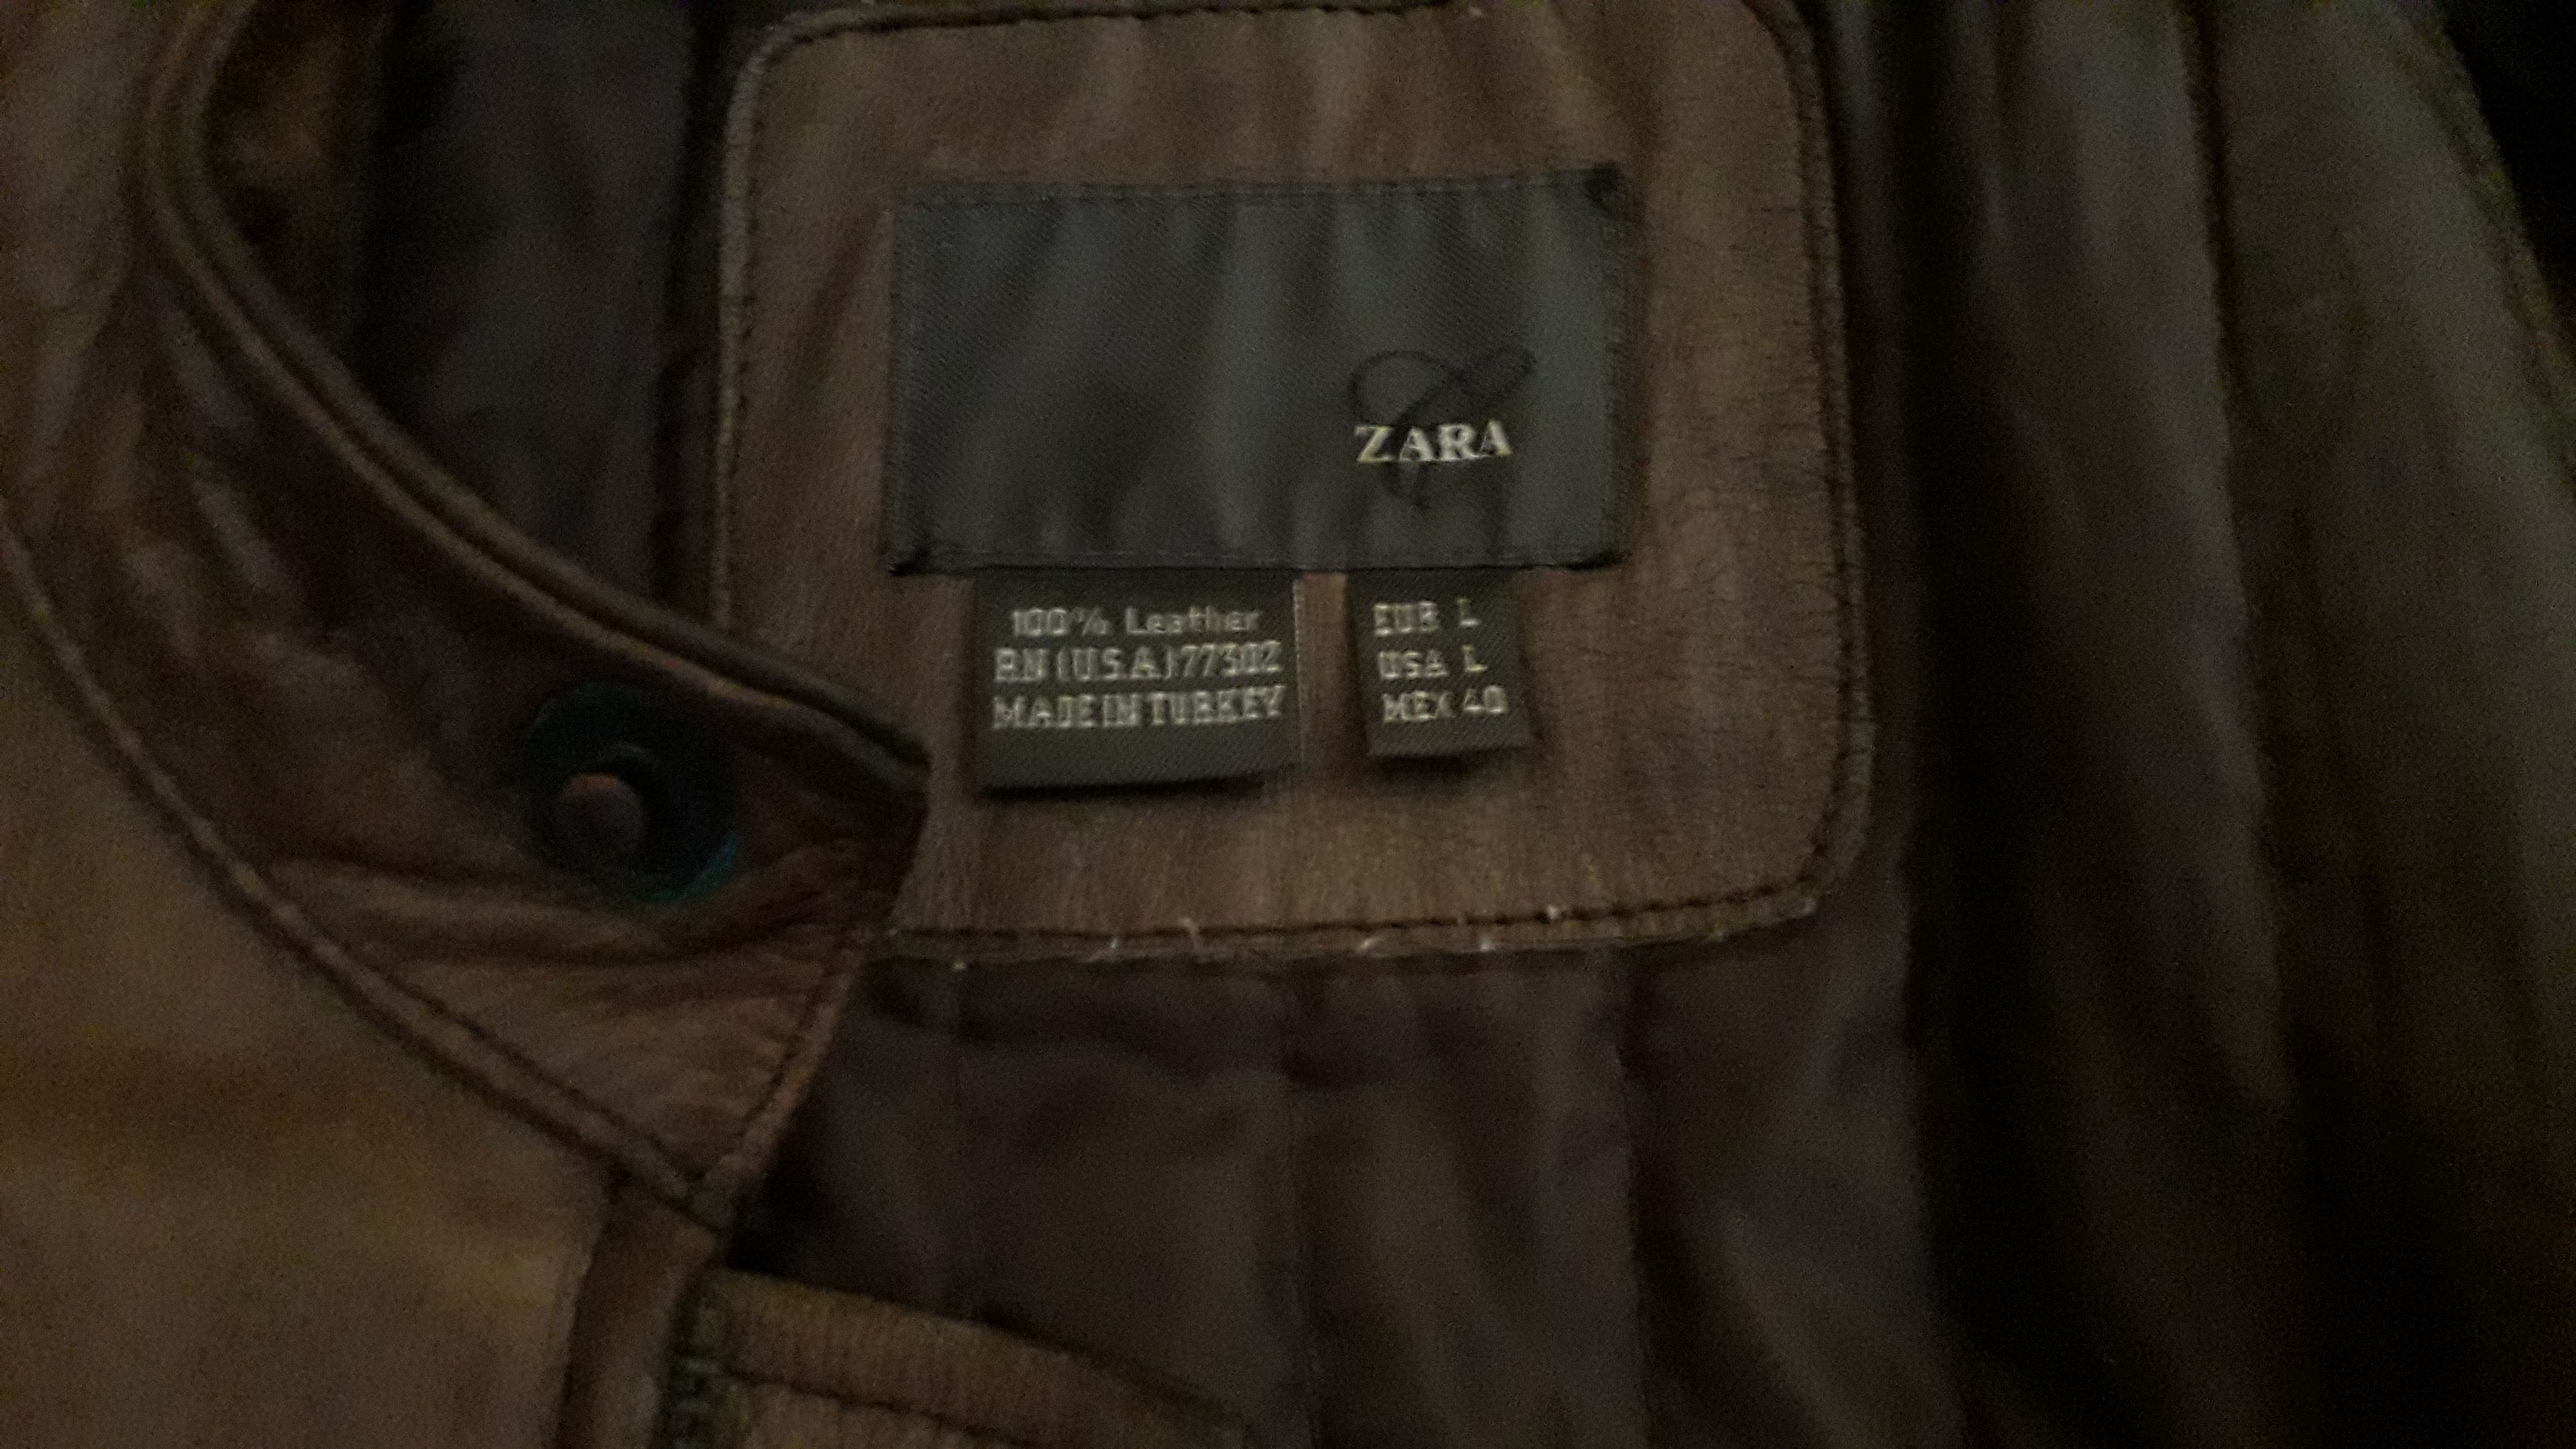 ZARA
100% Leather
RN (U.S.A.) 77302
MADE IN TURKEY
EUR L
USA L
MEX 40